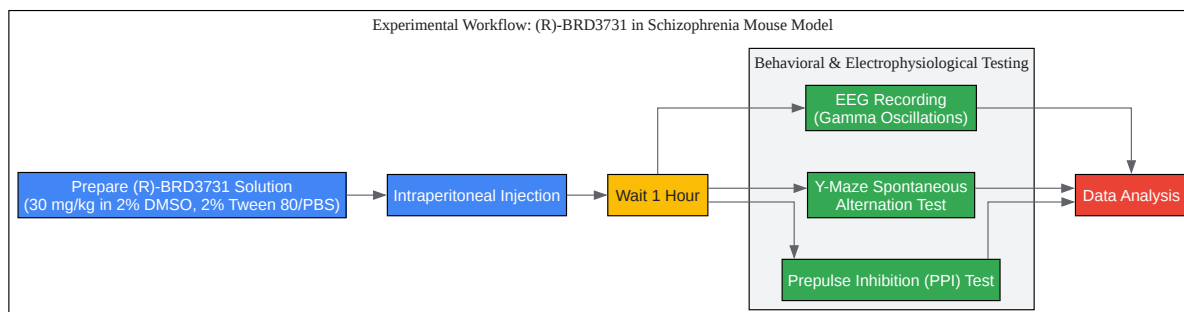 Experimental Workflow: (R)-BRD3731 in Schizophrenia Mouse Model
Behavioral & Electrophysiological Testing
EEG Recording
(Gamma Oscillations)
Prepare (R)-BRD3731 Solution
(30 mg/kg in 2% DMSO, 2% Tween 80/PBS)
Intraperitoneal Injection
Wait 1 Hour
Y-Maze Spontaneous
Alternation Test
Data Analysis
Prepulse Inhibition (PPI) Test